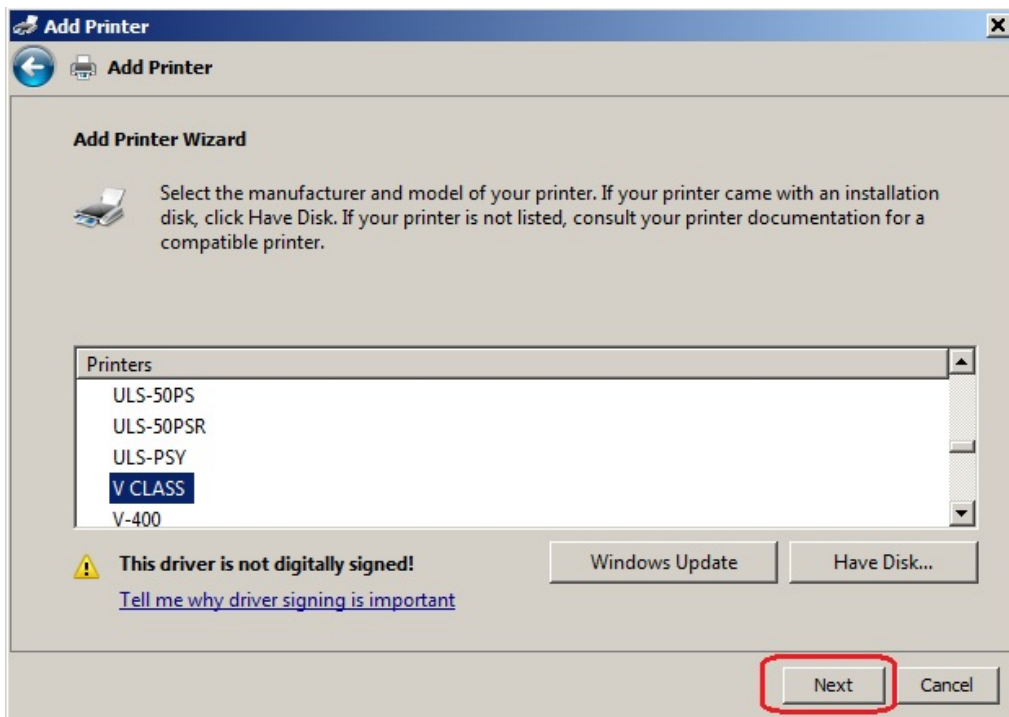 Add Printer
Add Printer
Add Printer Wizard
Select the manufacturer and model of your printer. If your printer came with an installation
disk, click Have Disk. If your printer is not listed, consult your printer documentation for a
compatible printer.
Printers
ULS-50PS
ULS-50PSR
ULS-PSY
V CLASS
V-400
This driver is not digitally signed!
Windows Update
Have Disk...
Tell me why driver signing is important
Next
Cancel